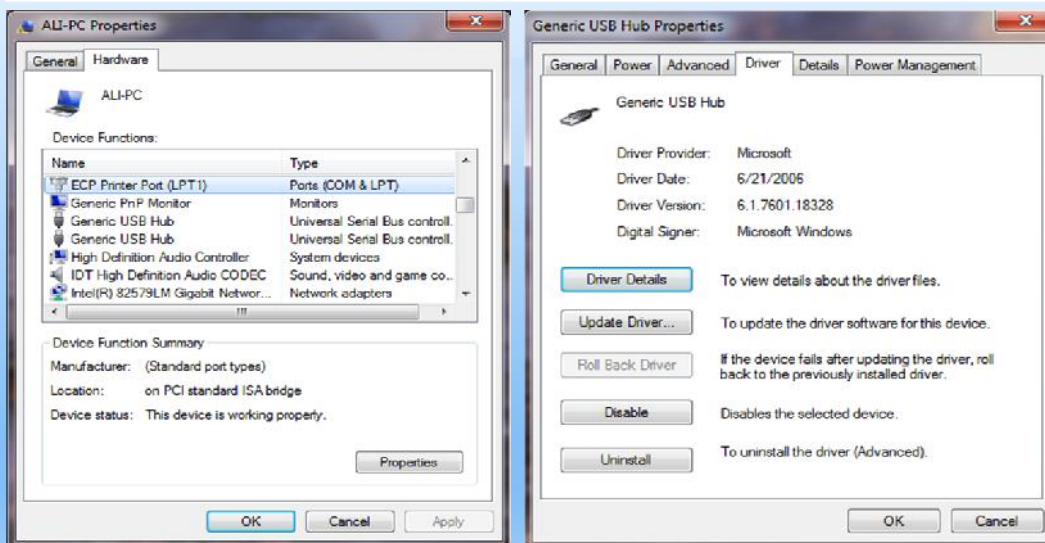 ALI-PC Properties
General Hardware
ALI-PC
Device Functions:
Name Type
ECP Printer Port (LPT1) Ports (COM & LPT)
Generic PnP Monitor Monitors
Generic USB Hub Universal Serial Bus controll.
Generic USB Hub Universal Serial Bus controll.
High Definition Audio Controller System devices
IDT High Definition Audio CODEC Sound, video and game co...
Intel(R) 82579LM Gigabit Networ... Network adapters
Device Function Summary
Manufacturer: (Standard port types)
Location: on PCI standard ISA bridge
Device status: This device is working properly.
Properties
OK Cancel Apply
Generic USB Hub Properties
General Power Advanced Driver Details Power Management
Generic USB Hub
Driver Provider: Microsoft
Driver Date: 6/21/2006
Driver Version: 6.1.7601.18328
Digital Signer: Microsoft Windows
Driver Details To view details about the driver files.
Update Driver... To update the driver software for this device.
Roll Back Driver If the device fails after updating the driver, roll
back to the previously installed driver.
Disable Disables the selected device.
Uninstall To uninstall the driver (Advanced).
OK Cancel